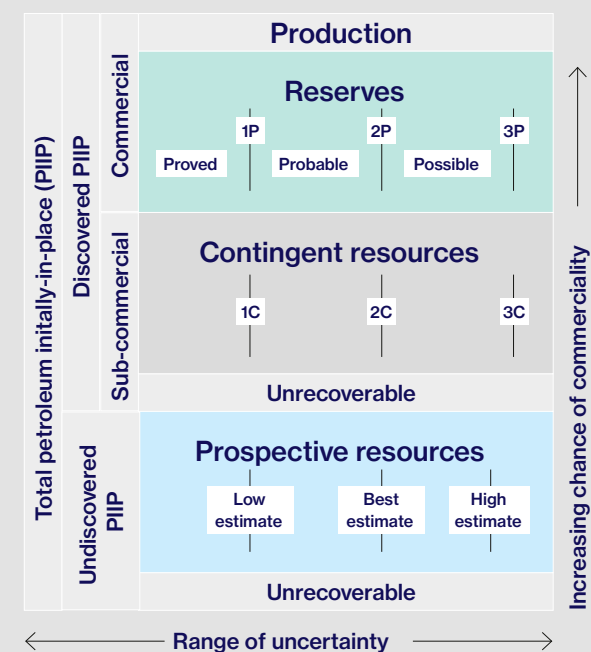 Total petroleum initally-in-place (PIIP)
Discovered PIIP
Commercial
Production
Reserves
1P
2P
3P
Proved
Probable
Possible
Sub-commercial
Contingent resources
1C
2C
3C
Unrecoverable
Undiscovered
PIIP
Prospective resources
Low
estimate
Best
estimate
High
estimate
Unrecoverable
Increasing chance of commerciality
Range of uncertainty